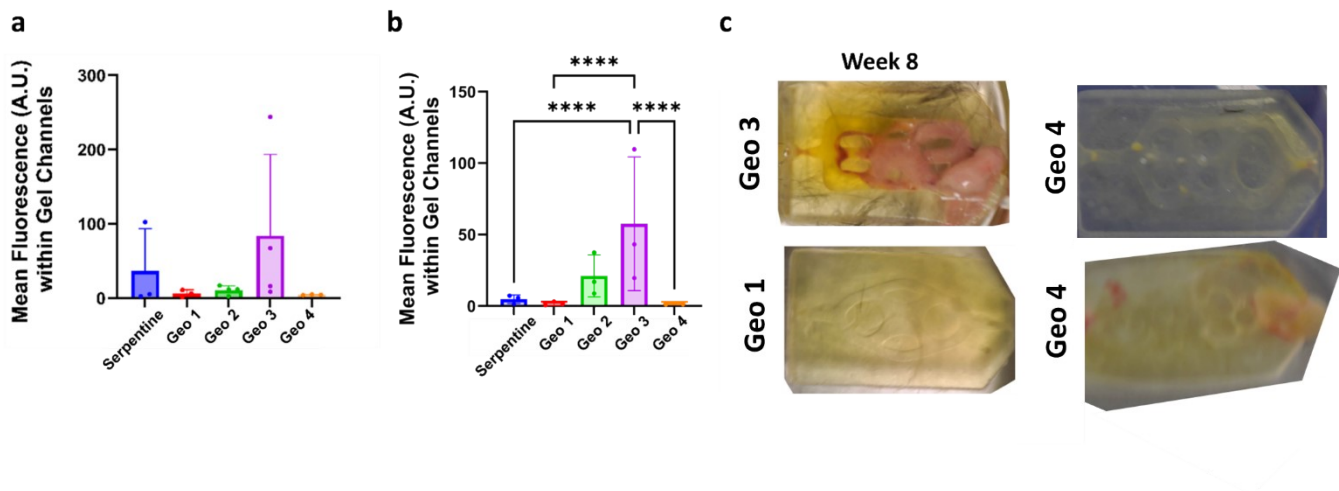 a
Mean Fluorescence (A.U.)
within Gel Channels
300
200
100
0
Serpentine
Geo 1
Geo 2
Geo 3
Geo 4
b
Mean Fluorescence (A.U.)
within Gel Channels
150
100
50
0
****
****
****
Serpentine
Geo 1
Geo 2
Geo 3
Geo 4
c
Week 8
Geo 3
Geo 4
Geo 1
Geo 4